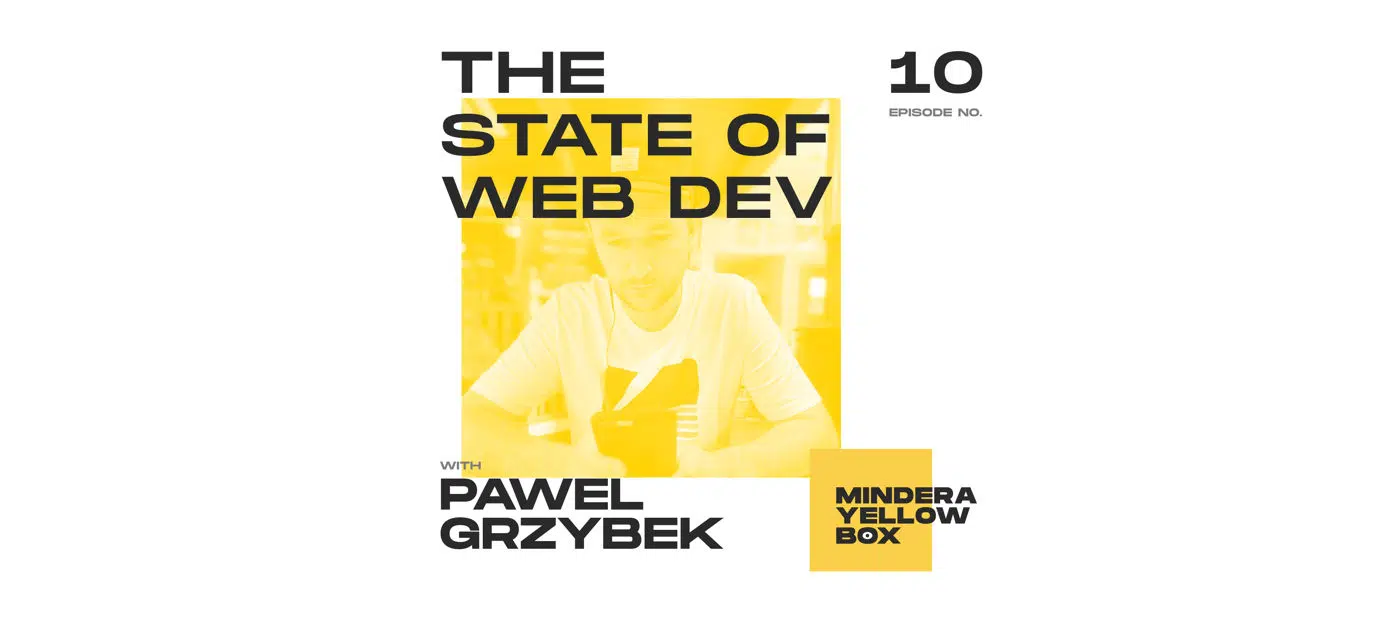 THE
STATE OF
WEB DEV
10
EPISODE NO.
WITH
PAWEL
GRZYBEK
MINDERA
YELLOW
BOX